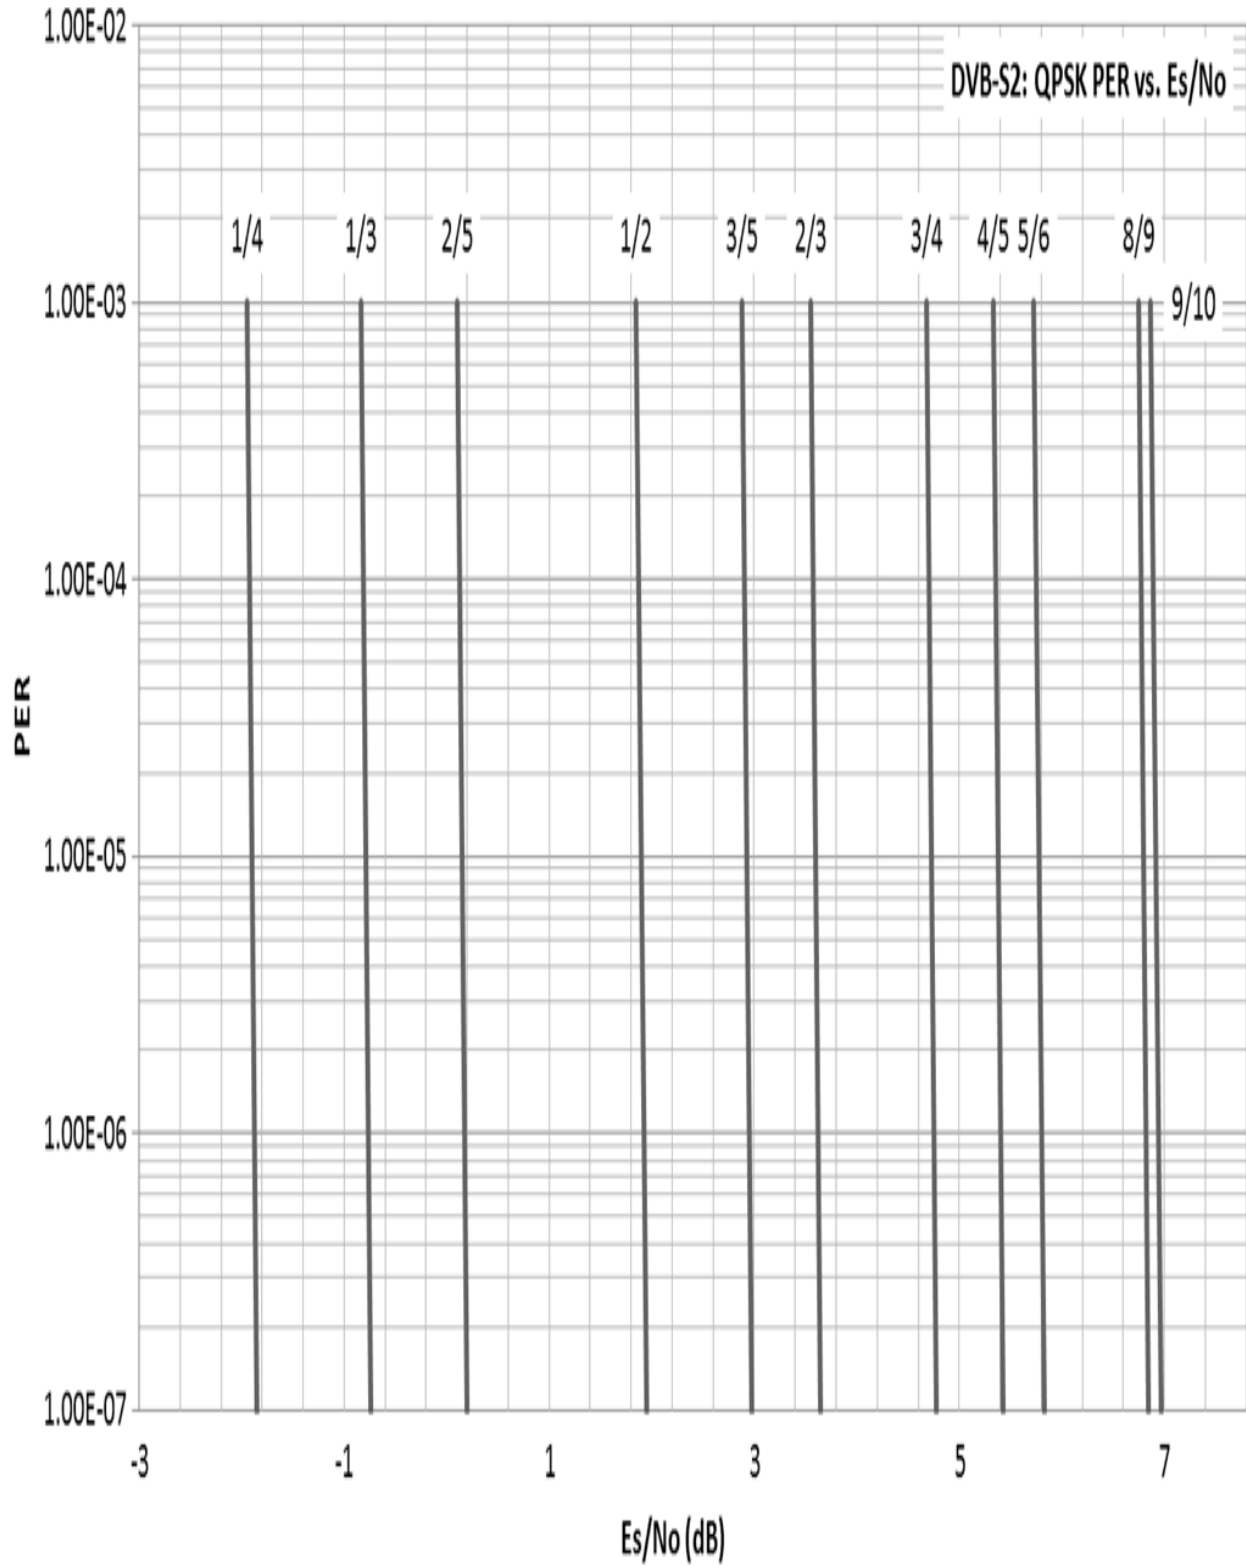 1.00E-02
DVB-S2: QPSK PER vs. Es/No
1/4 1/3 2/5 1/2 3/5 2/3 3/4 4/5 5/6 8/9
1.00E-03
9/10
1.00E-04
PER
1.00E-05
1.00E-06
1.00E-07
-3 -1 1 3 5 7
Es/No (dB)